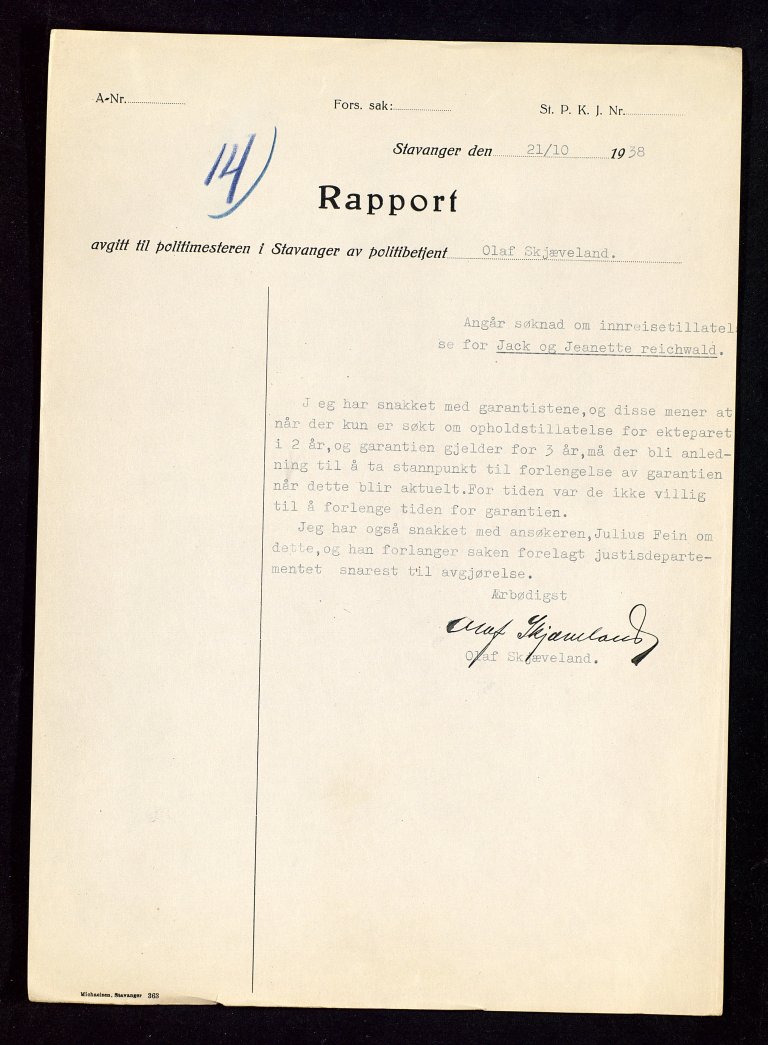 A-Nr.
Fors. sak:
St. P. K. J. Nr.
Stavanger den 21/10 1938
14)
Rapport
avgitt til politimesteren i Stavanger av politibetjent Olaf Skjæveland.
Angår søknad om innreisetillatel
se for Jack og Jeanette reichwald.
J eg har snakket med garantistene,og disse mener at
når der kun er søkt om opholdstillatelse for ekteparet
i 2 år,og garantien gjelder for 3 år,må der bli anled-
ning til å ta stannpunkt til forlengelse av garantien
når dette blir aktuelt.For tiden var de ikke villig
til å forlenge tiden for garantien.
Jeg har også snakket med ansøkeren,Julius Fein om
dette,og han forlanger saken forelagt justisdeparte-
mentet snarest til avgjørelse.
Ærbødigst
Olaf Skjæveland
Olaf Skjæveland.
Michaelsen, Stavanger 363